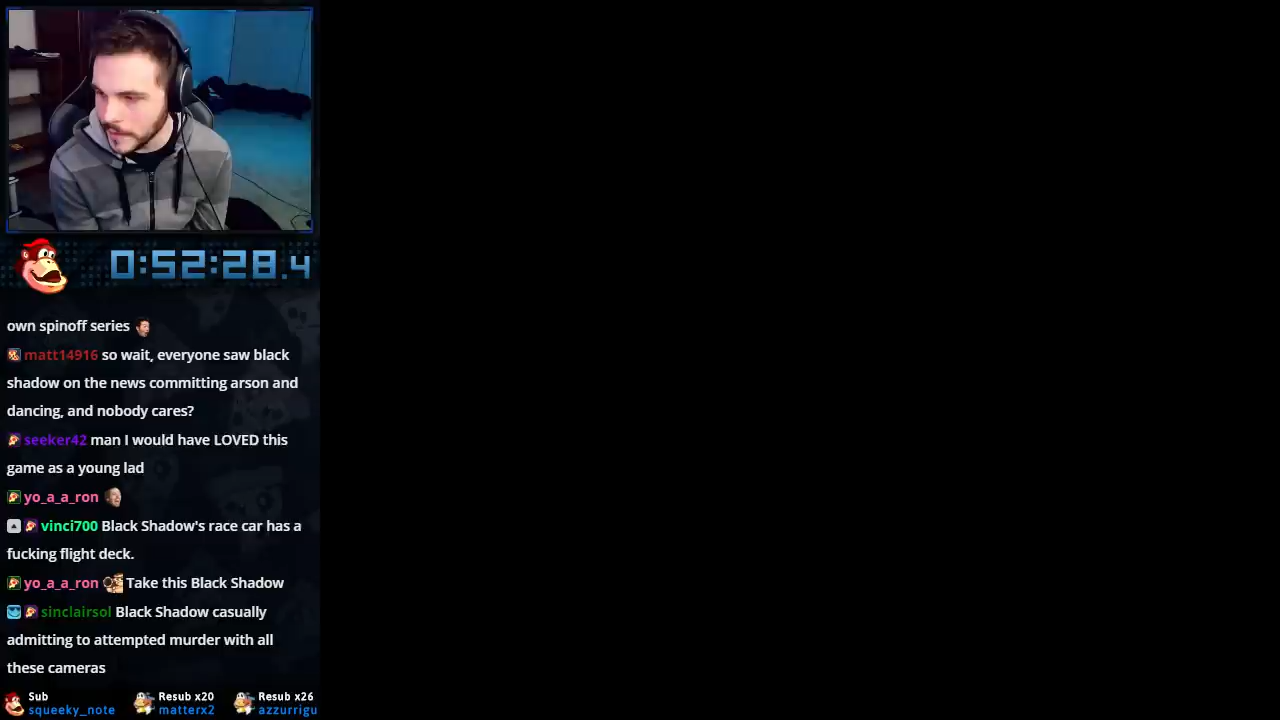 0:52:28.4
own spinoff series
matt14916 so wait, everyone saw black
shadow on the news committing arson and
dancing, and nobody cares?
seeker42 man I would have LOVED this
game as a young lad
yo_a_a_ron
vinci700 Black Shadow's race car has a
fucking flight deck.
yo_a_a_ron Take this Black Shadow
sinclairsol Black Shadow casually
admitting to attempted murder with all
these cameras
Sub Resub x20 Resub x26
squeeky_note matterx2 azzurrigu